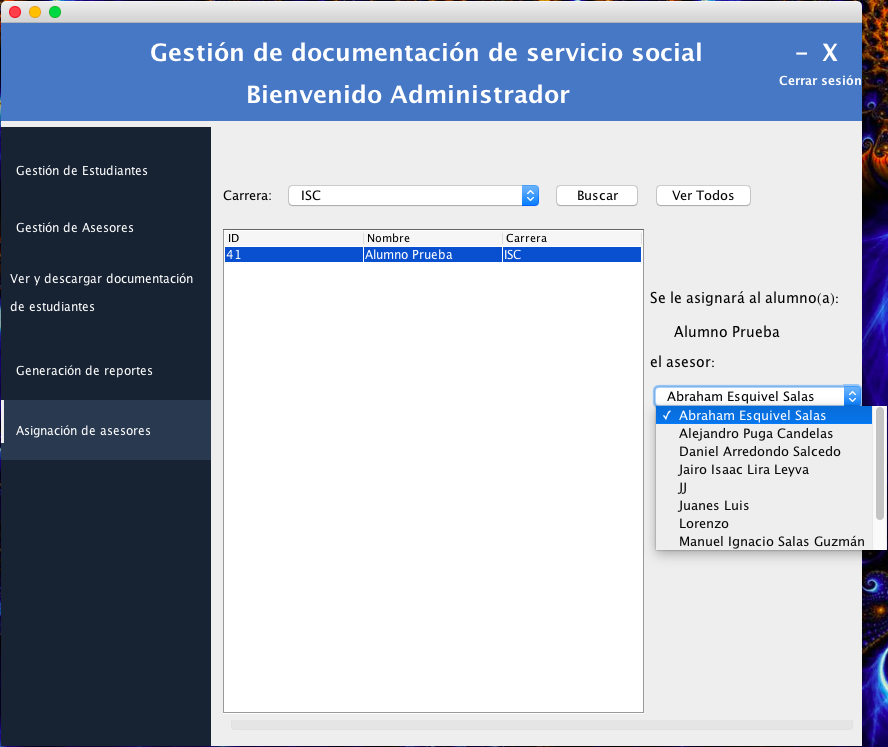 Gestión de documentación de servicio social
– X
Bienvenido Administrador
Cerrar sesión
Gestión de Estudiantes
Gestión de Asesores
Ver y descargar documentación
de estudiantes
Generación de reportes
Asignación de asesores
Carrera: ISC Buscar Ver Todos
ID Nombre Carrera
41 Alumno Prueba ISC
Se le asignará al alumno(a):
Alumno Prueba
el asesor:
Abraham Esquivel Salas
✓ Abraham Esquivel Salas
Alejandro Puga Candelas
Daniel Arredondo Salcedo
Jairo Isaac Lira Leyva
JJ
Juanes Luis
Lorenzo
Manuel Ignacio Salas Guzmán